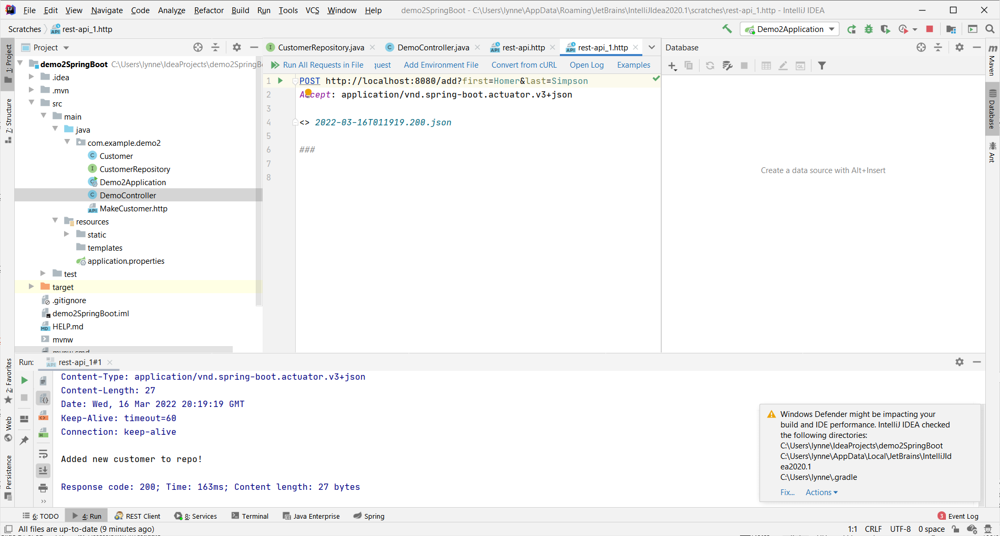 File Edit View Navigate Code Analyze Refactor Build Run Tools VCS Window Help demo2SpringBoot - C:\Users\lynne\AppData\Roaming\JetBrains\IntelliJIdea2020.1\scratches\rest-api_1.http - IntelliJ IDEA
Scratches rest-api_1.http Demo2Application
Project
CustomerRepository.java DemoController.java rest-api.http rest-api_1.http
Database
Run All Requests in File quest Add Environment File Convert from cURL Open Log Examples
1: Project
7: Structure
2: Favorites
Web
Persistence
demo2SpringBoot C:\Users\lynne\IdeaProjects\demo2SpringB
.idea
.mvn
src
main
java
com.example.demo2
Customer
CustomerRepository
Demo2Application
DemoController
MakeCustomer.http
resources
static
templates
application.properties
test
target
.gitignore
demo2SpringBoot.iml
HELP.md
mvnw
mvnw.cmd
1 POST http://localhost:8080/add?first=Homer&last=Simpson
2 Accept: application/vnd.spring-boot.actuator.v3+json
3
4 <> 2022-03-16T011919.200.json
5
6 ###
7
8
Create a data source with Alt+Insert
Maven
Database
Ant
Run: rest-api_1#1
Content-Type: application/vnd.spring-boot.actuator.v3+json
Content-Length: 27
Date: Wed, 16 Mar 2022 20:19:19 GMT
Keep-Alive: timeout=60
Connection: keep-alive
Added new customer to repo!
Response code: 200; Time: 163ms; Content length: 27 bytes
Windows Defender might be impacting your
build and IDE performance. IntelliJ IDEA checked
the following directories:
C:\Users\lynne\IdeaProjects\demo2SpringBoot
C:\Users\lynne\AppData\Local\JetBrains\IntelliJId
ea2020.1
C:\Users\lynne\.gradle
Fix... Actions
6: TODO 4: Run REST Client 8: Services Terminal Java Enterprise Spring 3 Event Log
All files are up-to-date (9 minutes ago) 1:1 CRLF UTF-8 0 space